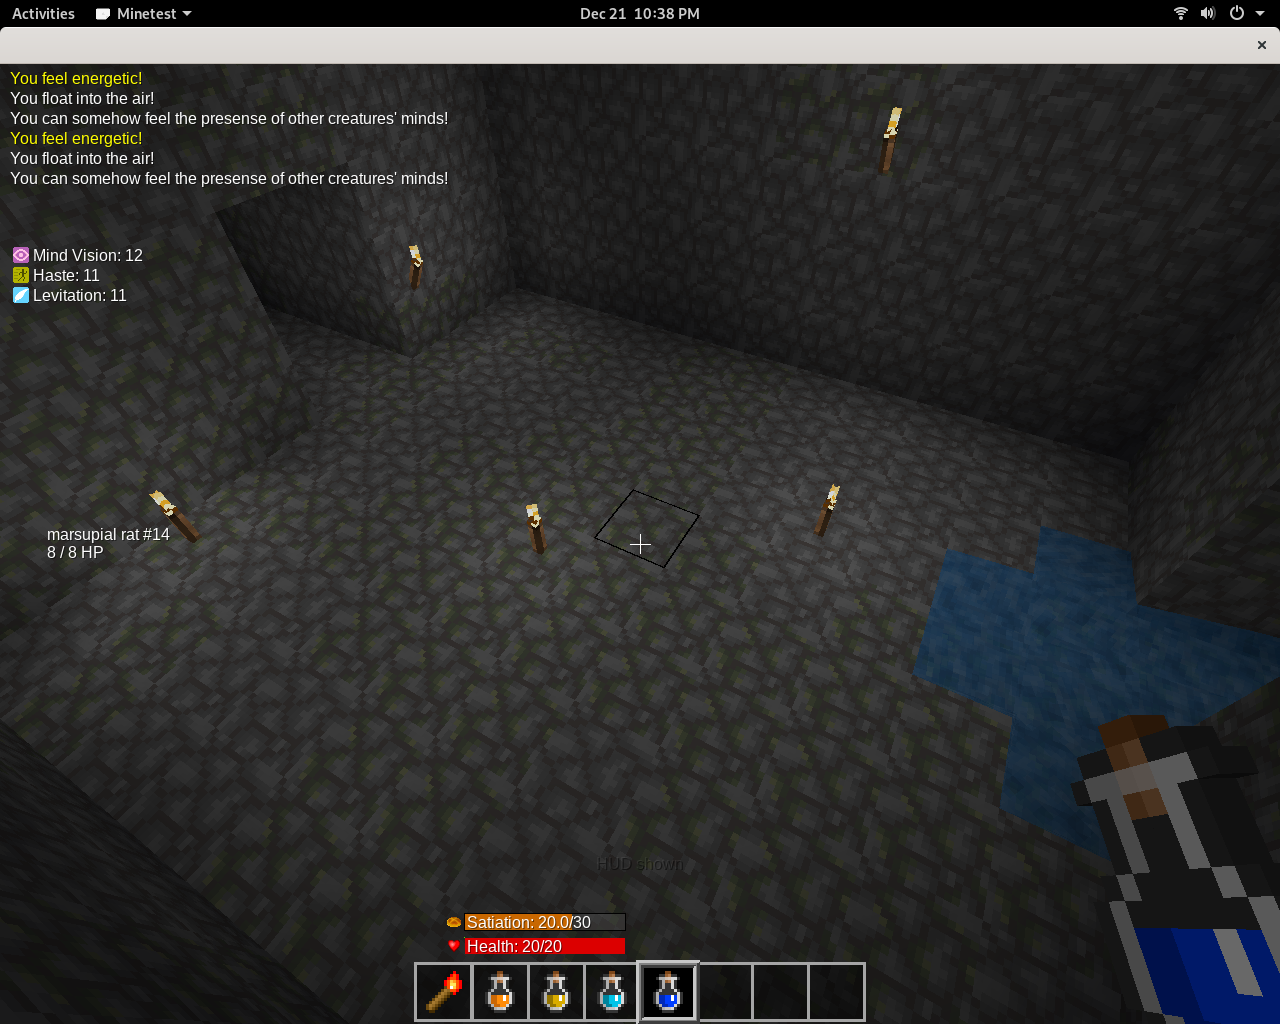 Activities Minetest Dec 21 10:38 PM
You feel energetic!
You float into the air!
You can somehow feel the presense of other creatures' minds!
You feel energetic!
You float into the air!
You can somehow feel the presense of other creatures' minds!
Mind Vision: 12
Haste: 11
Levitation: 11
marsupial rat #14
8 / 8 HP
HUD shown
Satiation: 20.0/30
Health: 20/20